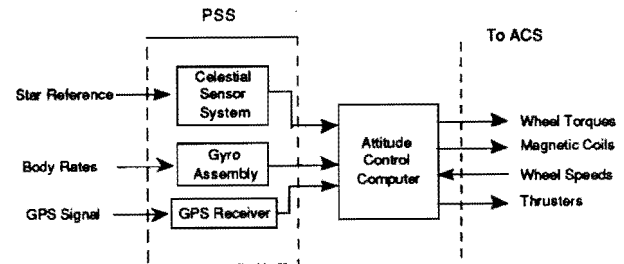 PSS
To ACS
Star Reference
Celestial
Sensor
System
Body Rates
Gyro
Assembly
GPS Signal
GPS Receiver
Attitude
Control
Computer
Wheel Torques
Magnetic Coils
Wheel Speeds
Thrusters